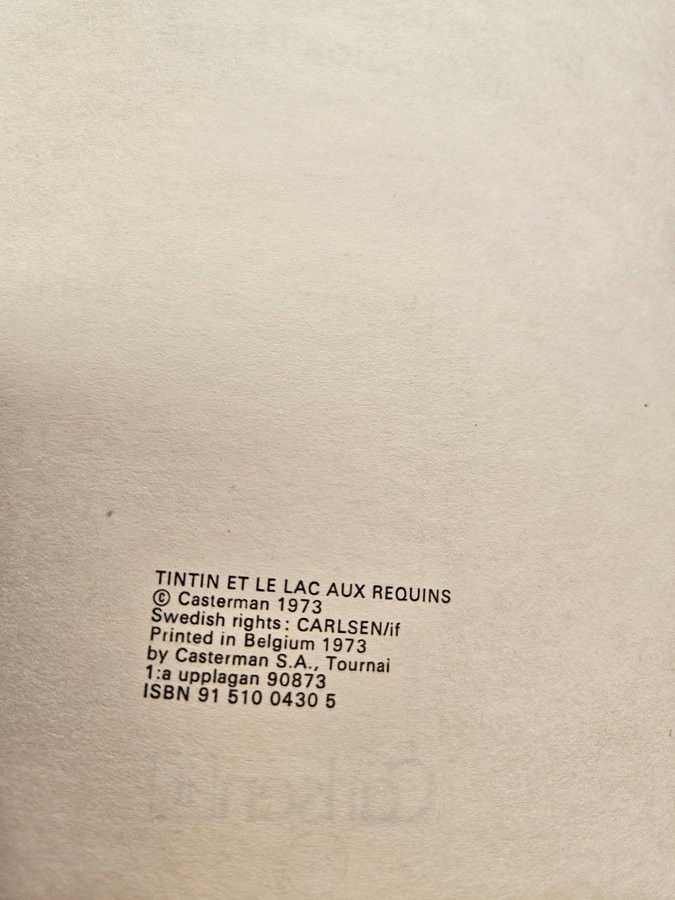 TINTIN ET LE LAC AUX REQUINS
© Casterman 1973
Swedish rights: CARLSEN/if
Printed in Belgium 1973
by Casterman S.A., Tournai
1:a upplagan 90873
ISBN 91 510 0430 5